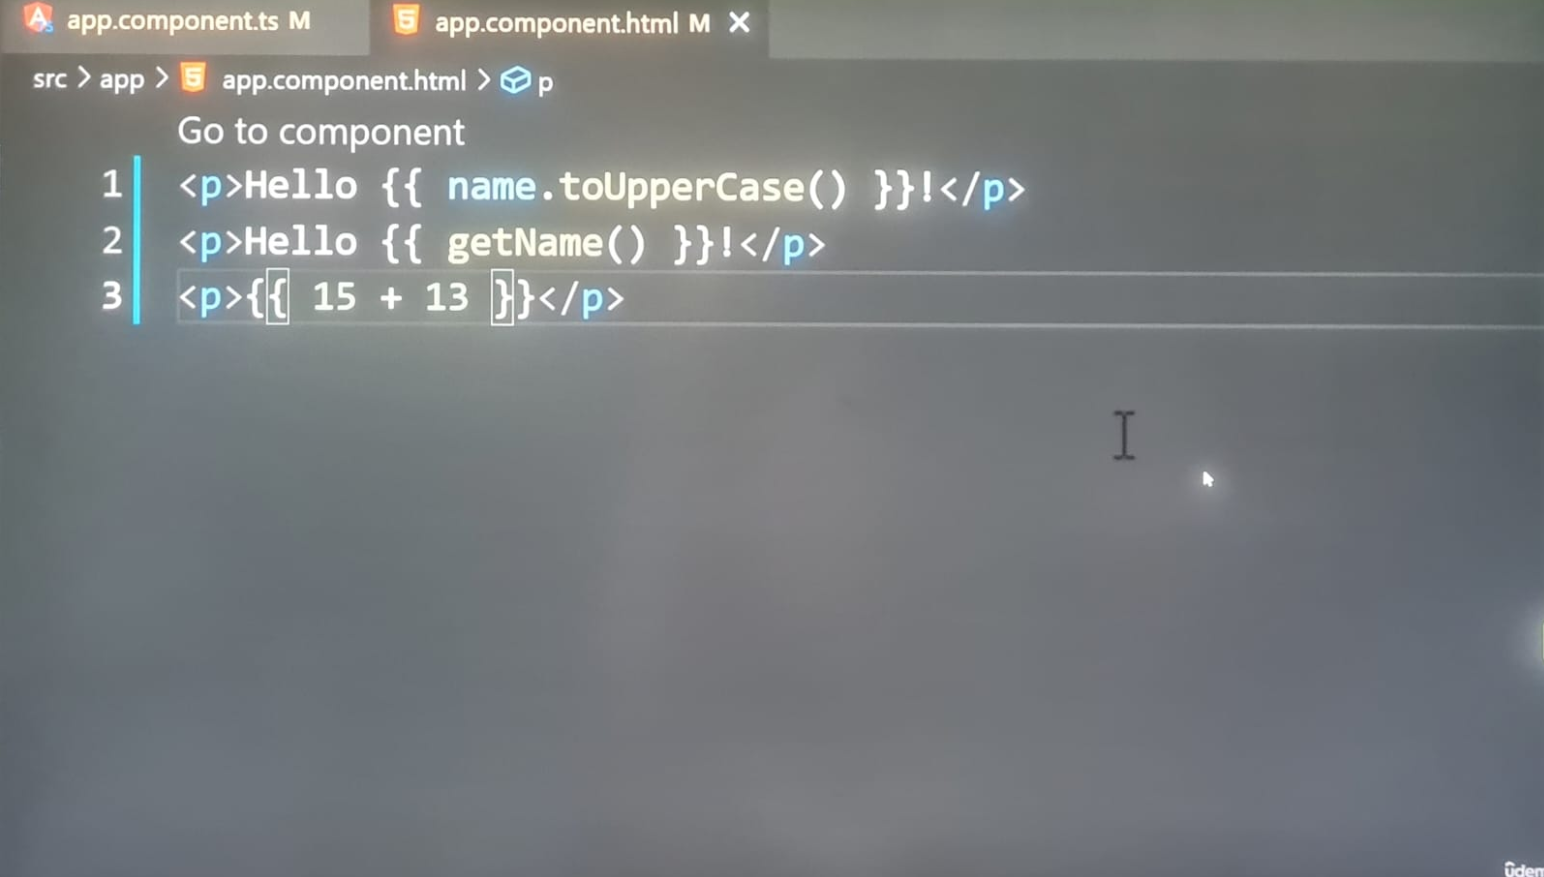 app.component.ts M
app.component.html M
src > app > app.component.html > p
Go to component
1 <p>Hello {{ name.toUpperCase() }}!</p>
2 <p>Hello {{ getName() }}!</p>
3 <p>{{ 15 + 13 }}</p>